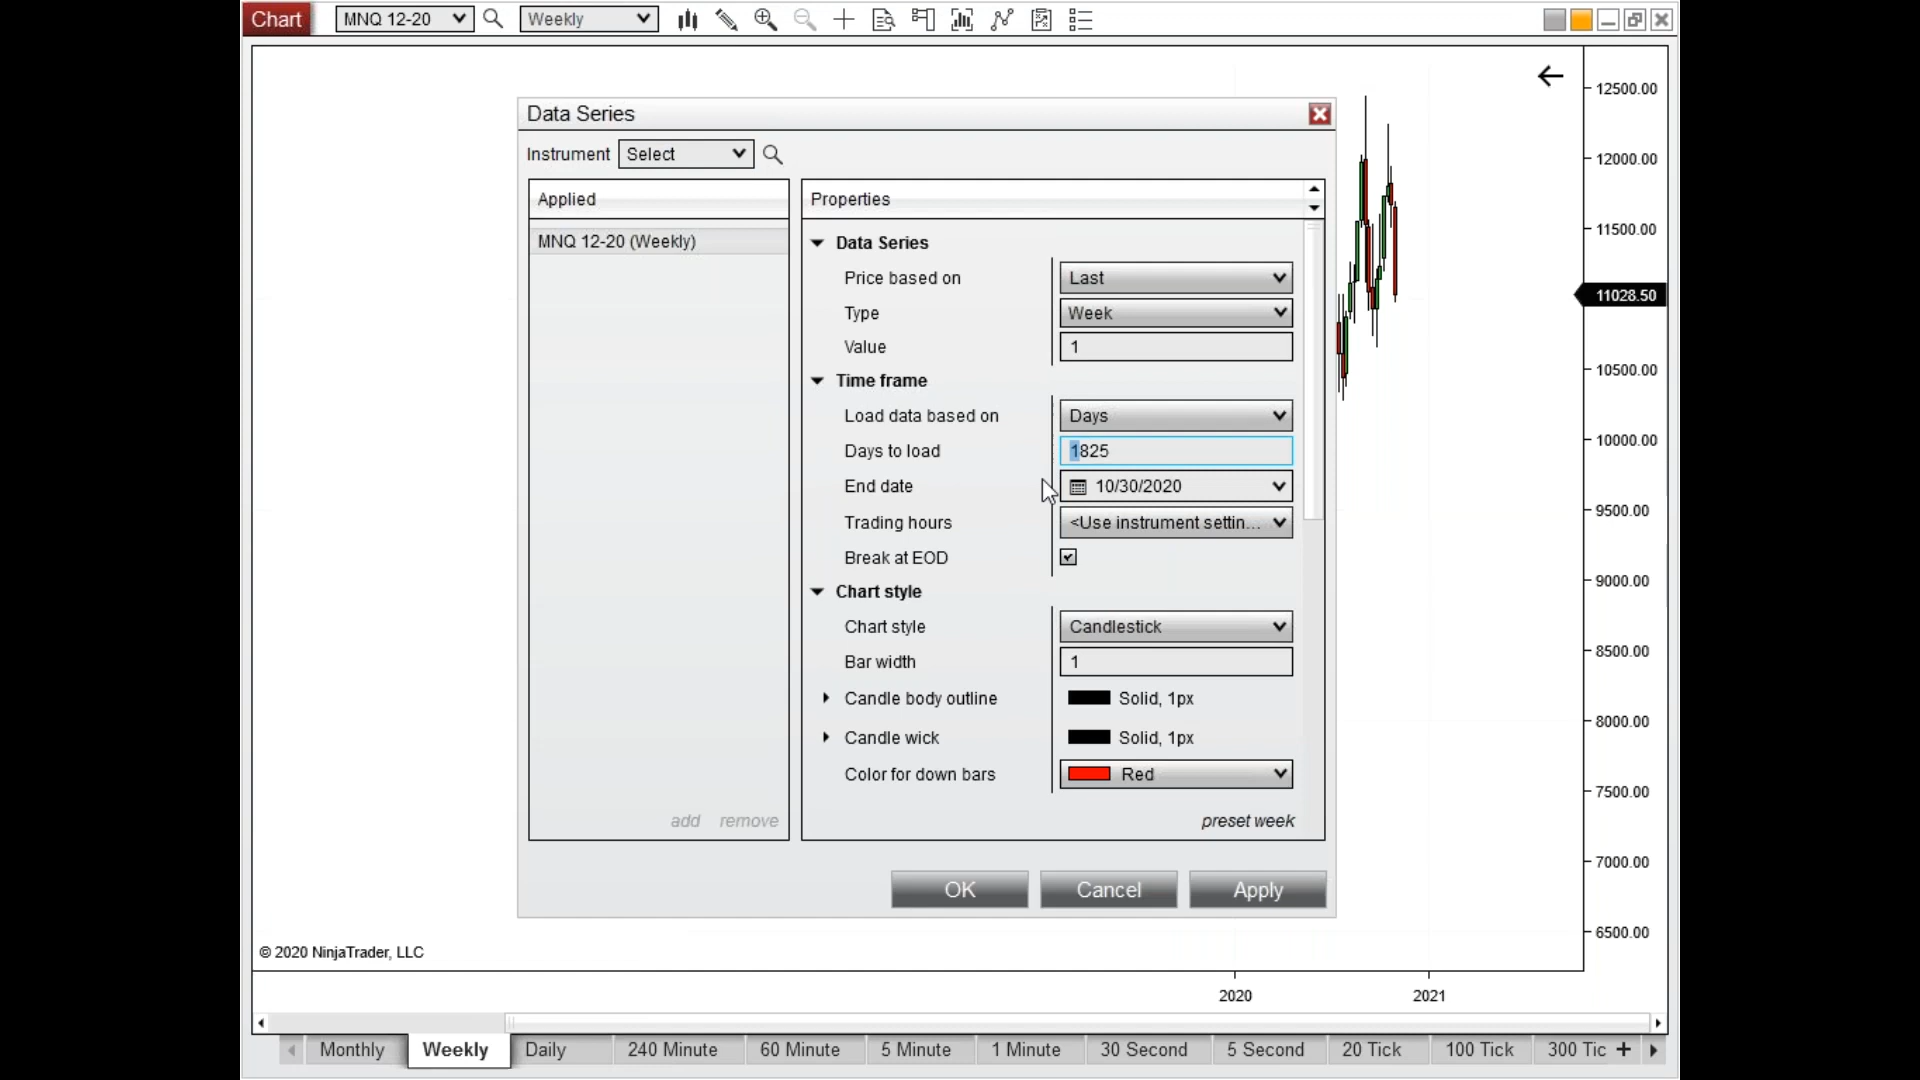 Chart MNQ 12-20 Weekly
Data Series
Instrument Select
Applied
MNQ 12-20 (Weekly)
add remove
Properties
Data Series
Price based on Last
Type Week
Value 1
Time frame
Load data based on Days
Days to load 1825
End date 10/30/2020
Trading hours <Use instrument settin...
Break at EOD
Chart style
Chart style Candlestick
Bar width 1
Candle body outline Solid, 1px
Candle wick Solid, 1px
Color for down bars Red
preset week
OK Cancel Apply
12500.00
12000.00
11500.00
11028.50
10500.00
10000.00
9500.00
9000.00
8500.00
8000.00
7500.00
7000.00
6500.00
© 2020 NinjaTrader, LLC
2020 2021
Monthly Weekly Daily 240 Minute 60 Minute 5 Minute 1 Minute 30 Second 5 Second 20 Tick 100 Tick 300 Tic